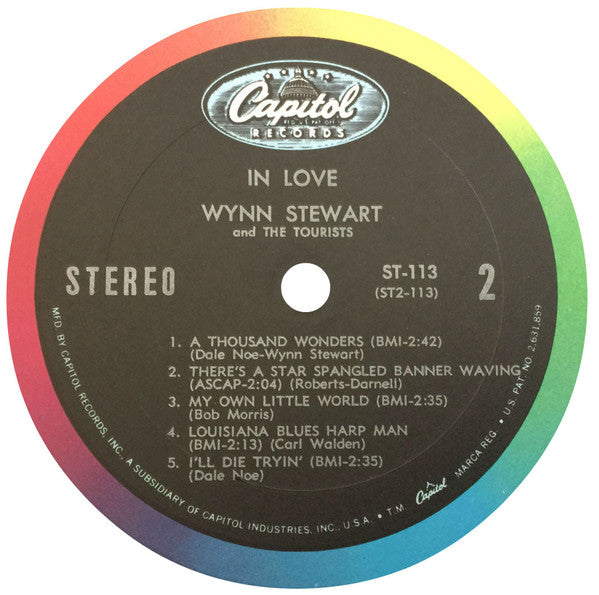 Capitol
RECORDS
IN LOVE
WYNN STEWART
and THE TOURISTS
STEREO
ST-113
(ST2-113)
2
1. A THOUSAND WONDERS (BMI-2:42)
(Dale Noe-Wynn Stewart)
2. THERE'S A STAR SPANGLED BANNER WAVING
(ASCAP-2:04) (Roberts-Darnell)
3. MY OWN LITTLE WORLD (BMI-2:35)
(Bob Morris)
4. LOUISIANA BLUES HARP MAN
(BMI-2:13) (Carl Walden)
5. I'LL DIE TRYIN' (BMI-2:35)
(Dale Noe)
MFD. BY CAPITOL RECORDS, INC., A SUBSIDIARY OF CAPITOL INDUSTRIES, INC., U.S.A. • T.M. Capitol MARCA REG. • U.S. PAT. NO. 2,631,859